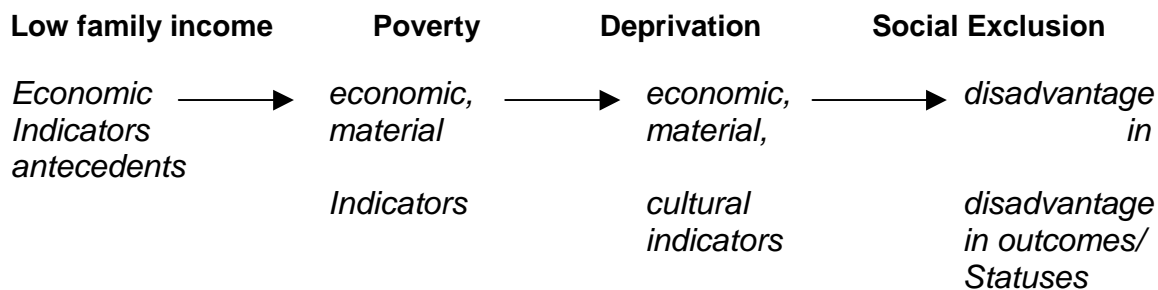 Low family income Poverty Deprivation Social Exclusion
Economic economic, economic, disadvantage
Indicators material material, in
antecedents
Indicators cultural disadvantage
indicators in outcomes/
Statuses